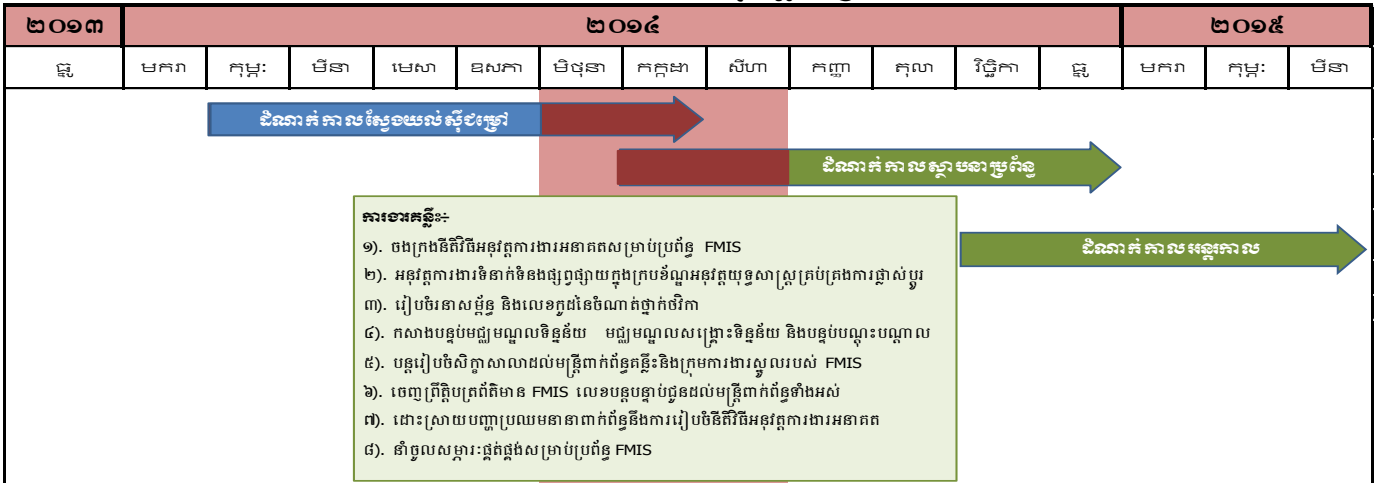 ២០១៣ ២០១៤ ២០១៥
ធ្នូ មករា កុម្ភៈ មីនា មេសា ឧសភា មិថុនា កក្កដា សីហា កញ្ញា តុលា វិច្ឆិកា ធ្នូ មករា កុម្ភៈ មីនា
ដំណាក់កាលស្វែងយល់ស៊ីជម្រៅ
ដំណាក់កាលស្ថាបនាប្រព័ន្ធ
ដំណាក់កាលអន្តរកាល
ការងារគន្លឹះ÷
១). ចងក្រងនីតិវិធីអនុវត្តការងារអនាគតសម្រាប់ប្រព័ន្ធ FMIS
២). អនុវត្តការងារទំនាក់ទំនងផ្សព្វផ្សាយក្នុងក្របខ័ណ្ឌអនុវត្តយុទ្ធសាស្ត្រគ្រប់គ្រងការផ្លាស់ប្តូរ
៣). រៀបចំរចនាសម្ព័ន្ធ និងលេខកូដនៃចំណាត់ថ្នាក់ថវិកា
៤). កសាងបន្ទប់មជ្ឈមណ្ឌលទិន្នន័យ មជ្ឈមណ្ឌលសង្គ្រោះទិន្នន័យ និងបន្ទប់បណ្តុះបណ្តាល
៥). បន្តរៀបចំសិក្ខាសាលាដល់មន្ត្រីពាក់ព័ន្ធគន្លឹះនិងក្រុមការងារស្នូលរបស់ FMIS
៦). ចេញព្រឹត្តិបត្រព័ត៌មាន FMIS លេខបន្តបន្ទាប់ជូនដល់មន្ត្រីពាក់ព័ន្ធទាំងអស់
៧). ដោះស្រាយបញ្ហាប្រឈមនានាពាក់ព័ន្ធនឹងការរៀបចំនីតិវិធីអនុវត្តការងារអនាគត
៨). នាំចូលសម្ភារៈផ្គត់ផ្គង់សម្រាប់ប្រព័ន្ធ FMIS